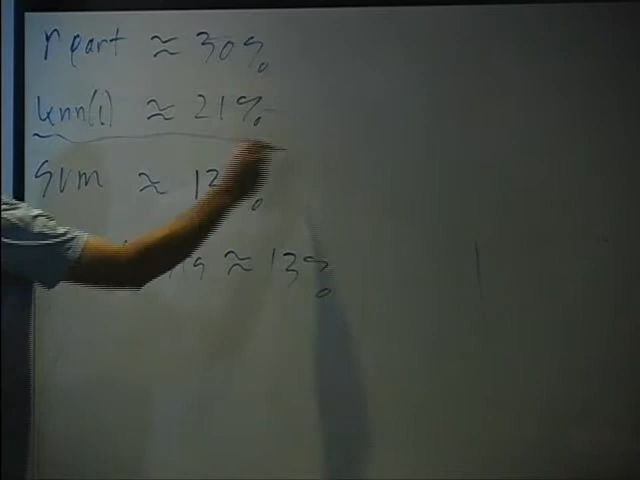 rpart ≈ 30%
knn(1) ≈ 21%
SVM ≈ 12
≈ 13%